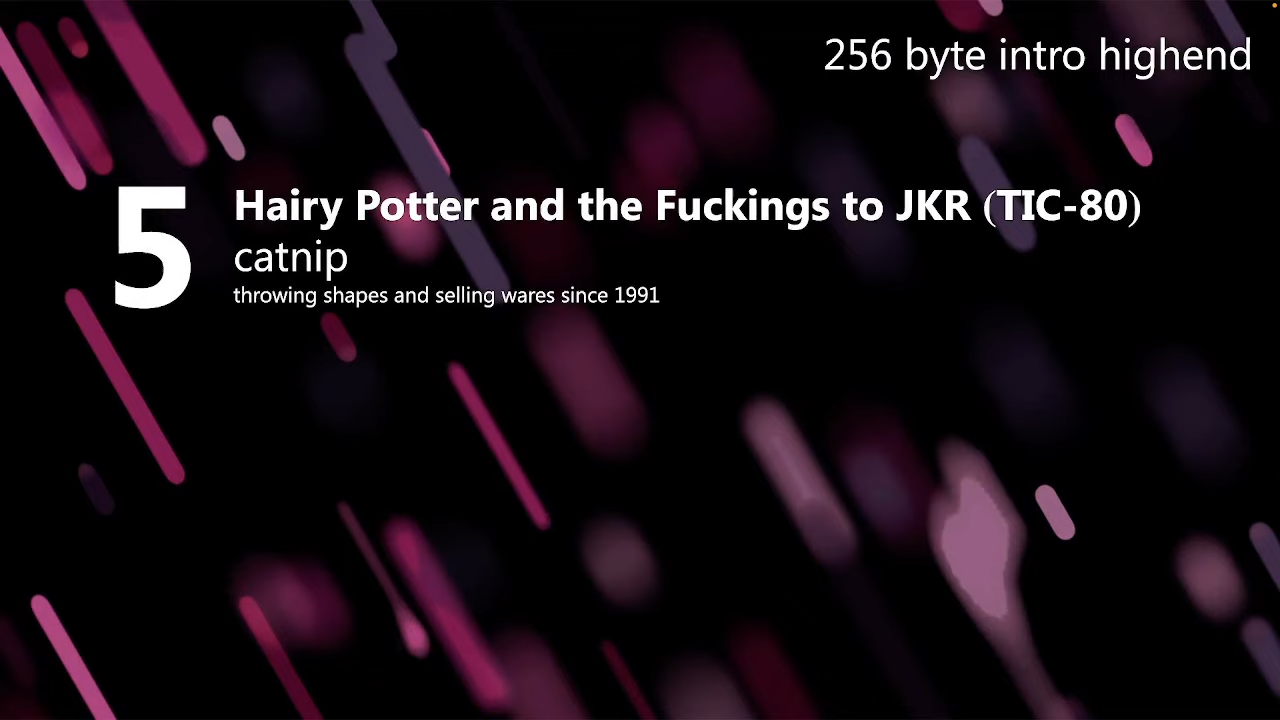 256 byte intro highend
5
Hairy Potter and the Fuckings to JKR (TIC-80)
catnip
throwing shapes and selling wares since 1991